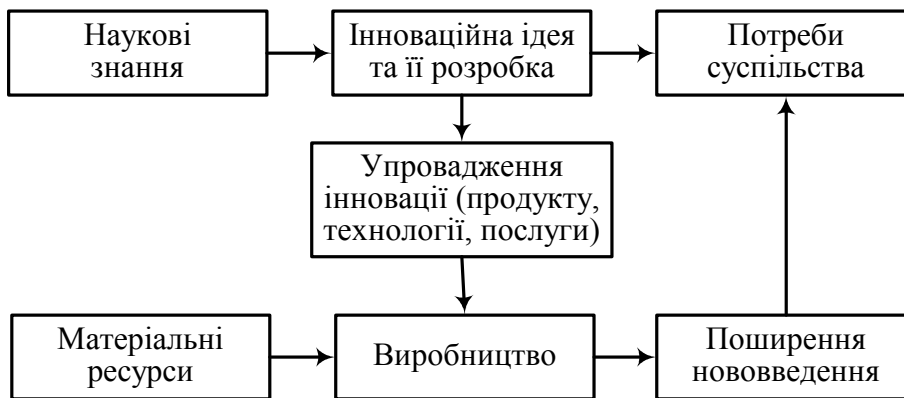 Наукові
знання
Інноваційна ідея
та її розробка
Потреби
суспільства
Упровадження
інновації (продукту,
технології, послуги)
Матеріальні
ресурси
Виробництво
Поширення
нововведення